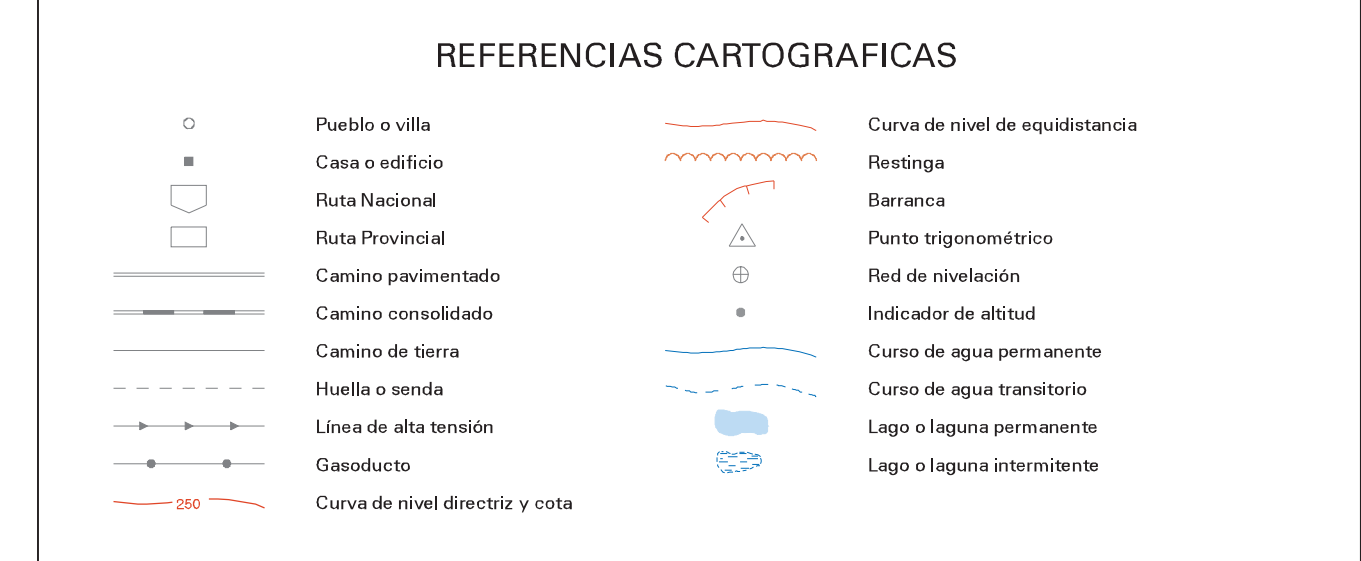 REFERENCIAS CARTOGRAFICAS
Pueblo o villa
Casa o edificio
Ruta Nacional
Ruta Provincial
Camino pavimentado
Camino consolidado
Camino de tierra
Huella o senda
Línea de alta tensión
Gasoducto
250
Curva de nivel directriz y cota
Curva de nivel de equidistancia
Restinga
Barranca
Punto trigonométrico
Red de nivelación
Indicador de altitud
Curso de agua permanente
Curso de agua transitorio
Lago o laguna permanente
Lago o laguna intermitente